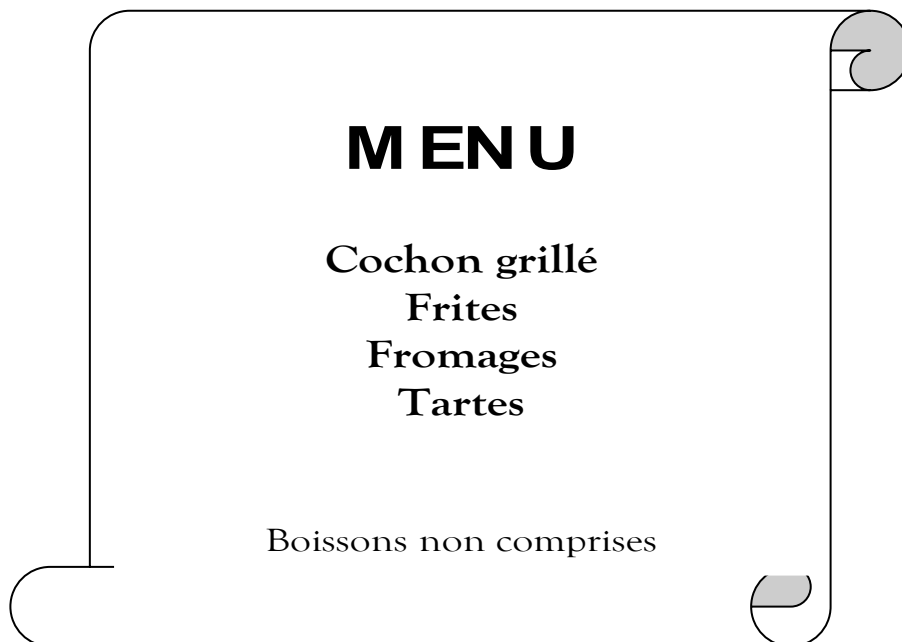 MENU
Cochon grillé
Frites
Fromages
Tartes
Boissons non comprises